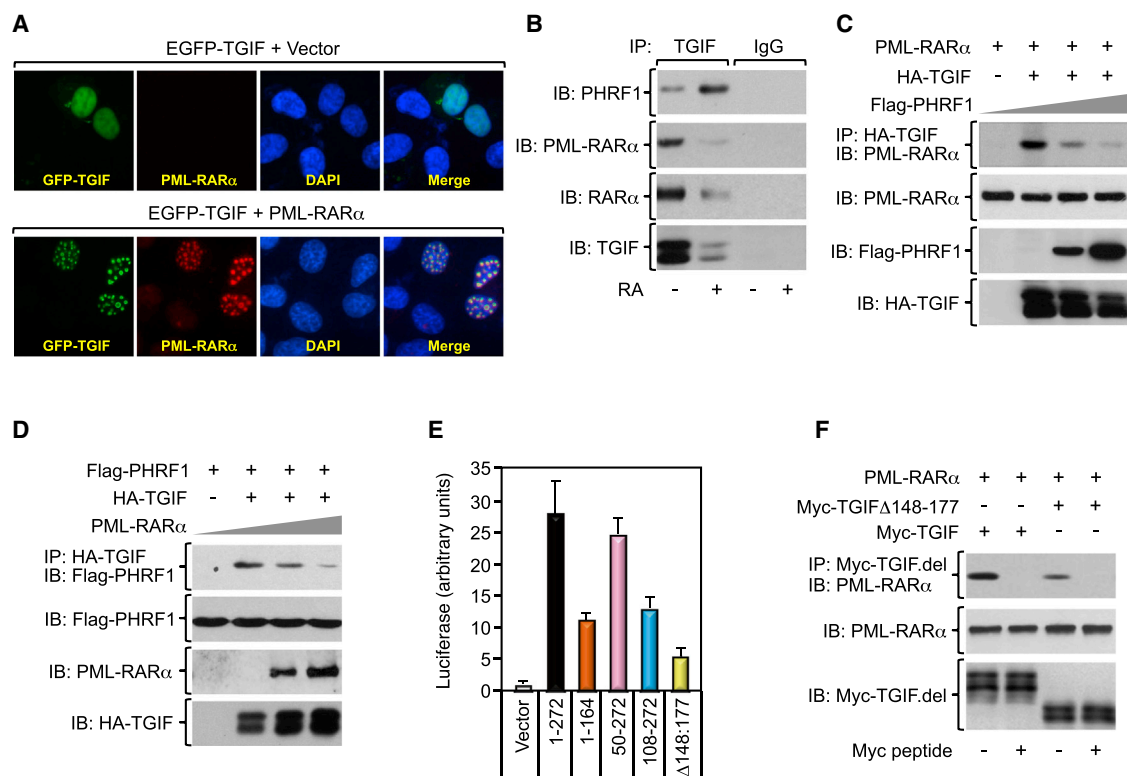 A
EGFP-TGIF + Vector
GFP-TGIF PML-RARα DAPI Merge
EGFP-TGIF + PML-RARα
GFP-TGIF PML-RARα DAPI Merge
B
IP: TGIF IgG
IB: PHRF1
IB: PML-RARα
IB: RARα
IB: TGIF
RA - + - +
C
PML-RARα + + + +
HA-TGIF - + + +
Flag-PHRF1
IP: HA-TGIF
IB: PML-RARα
IB: PML-RARα
IB: Flag-PHRF1
IB: HA-TGIF
D
Flag-PHRF1 + + + +
HA-TGIF - + + +
PML-RARα
IP: HA-TGIF
IB: Flag-PHRF1
IB: Flag-PHRF1
IB: PML-RARα
IB: HA-TGIF
E
Luciferase (arbitrary units)
35
30
25
20
15
10
5
0
Vector
1-272
1-164
50-272
108-272
Δ148:177
F
PML-RARα + + + +
Myc-TGIFΔ148-177 - - + +
Myc-TGIF + + - -
IP: Myc-TGIF.del
IB: PML-RARα
IB: PML-RARα
IB: Myc-TGIF.del
Myc peptide - + - +